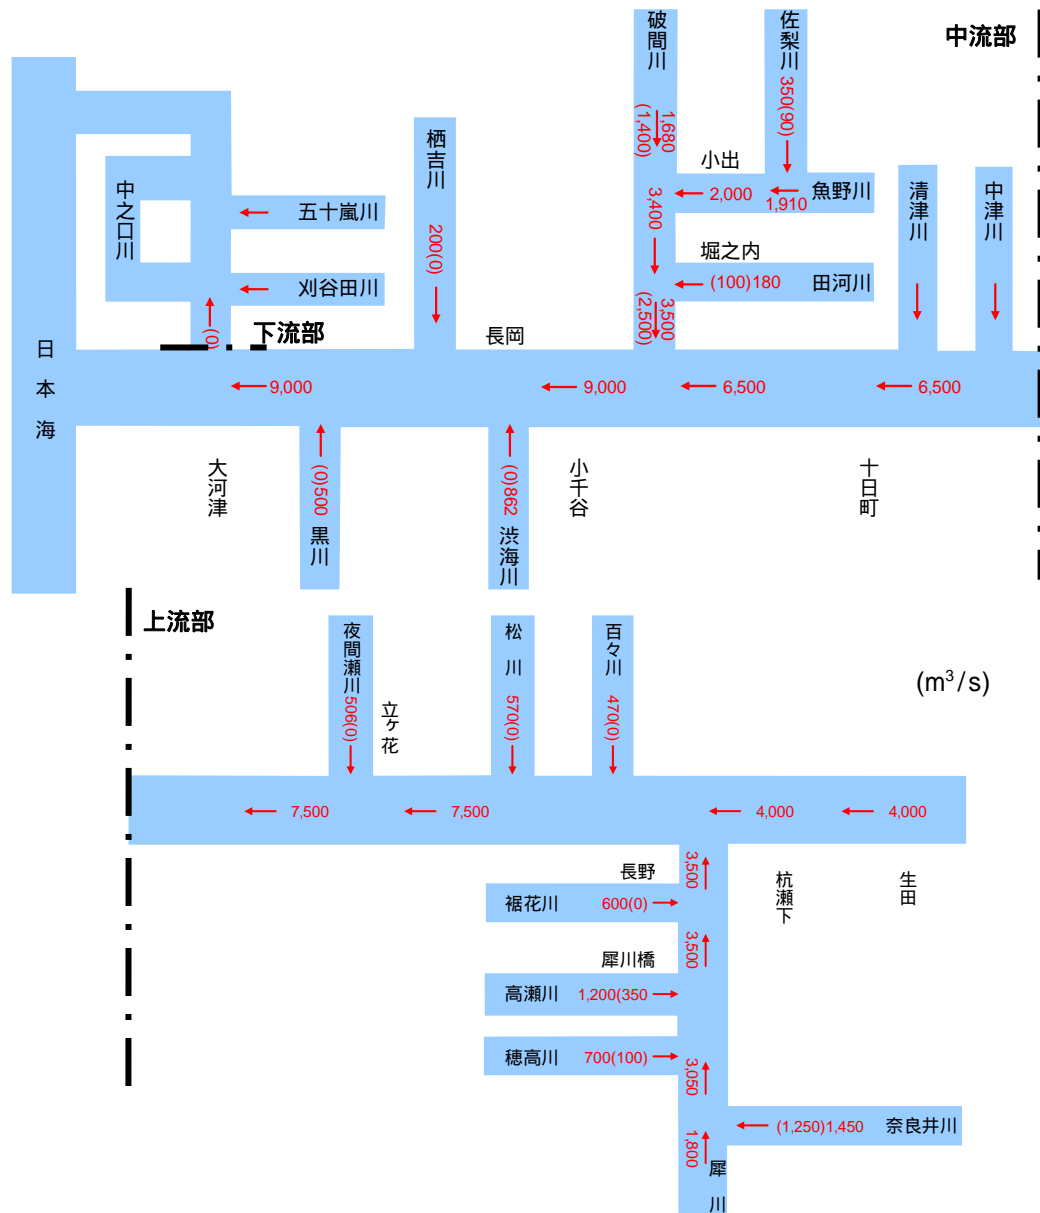 中流部
破間川
1,680
(1,400)
佐梨川
350(90)
小出
2,000
1,910
魚野川
3,400
堀之内
(100)180
田河川
3,500
(2,500)
清津川
中津川
栖吉川
200(0)
中之口川
五十嵐川
刈谷田川
(0)
下流部
長岡
日本海
9,000
9,000
6,500
6,500
大河津
(0)500
黒川
(0)862
渋海川
小千谷
十日町
上流部
夜間瀬川
506(0)
立ヶ花
松川
570(0)
百々川
470(0)
(m³/s)
7,500
7,500
4,000
4,000
3,500
長野
裾花川
600(0)
杭瀬下
生田
3,500
犀川橋
高瀬川
1,200(350
穂高川
700(100)
3,050
(1,250)1,450
奈良井川
1,800
犀川